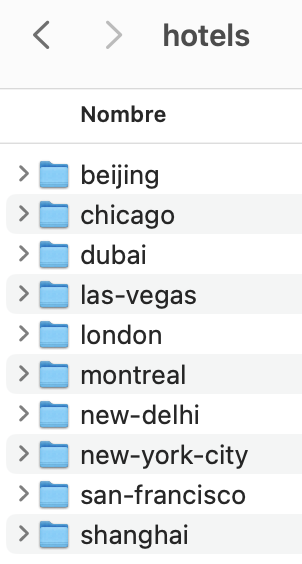 hotels
Nombre
beijing
chicago
dubai
las-vegas
london
montreal
new-delhi
new-york-city
san-francisco
shanghai